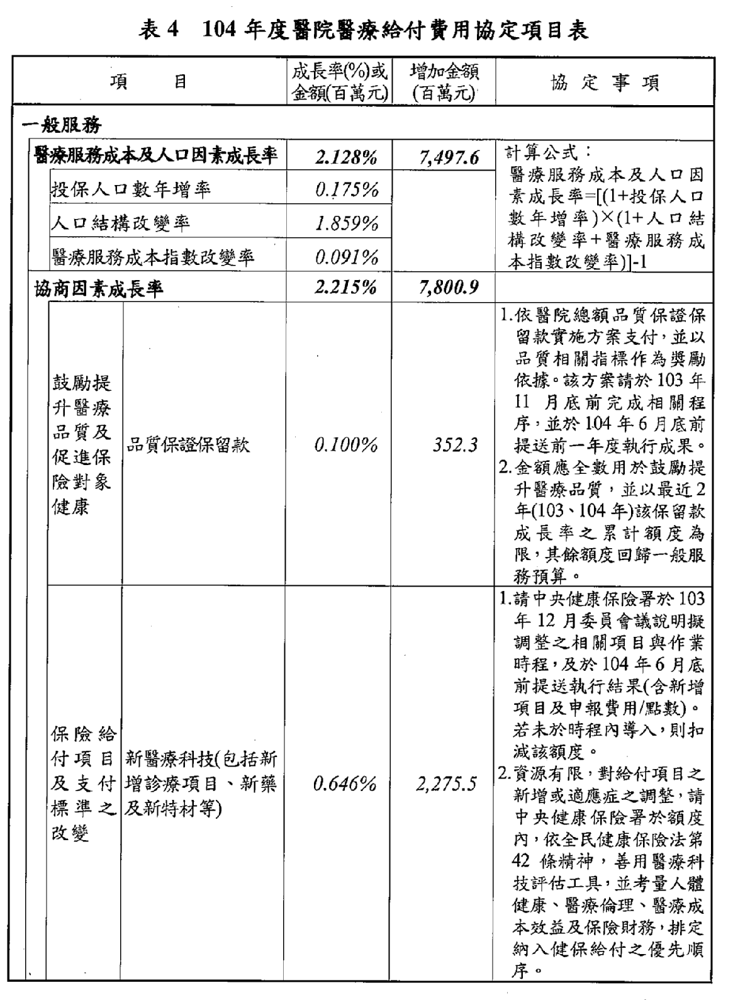 表 4　104 年度醫院醫療給付費用協定項目表
項　　目
成長率(%)或
金額(百萬元)
增加金額
(百萬元)
協 定 事 項
一般服務
醫療服務成本及人口因素成長率
2.128%
7,497.6
計算公式：
醫療服務成本及人口因
素成長率=[(1+投保人口
數年增率)×(1+人口結
構改變率+醫療服務成
本指數改變率)]-1
投保人口數年增率
0.175%
人口結構改變率
1.859%
醫療服務成本指數改變率
0.091%
協商因素成長率
2.215%
7,800.9
鼓勵提
升醫療
品質及
促進保
險對象
健康
品質保證保留款
0.100%
352.3
1.依醫院總額品質保證保
留款實施方案支付，並以
品質相關指標作為獎勵
依據。該方案請於 103 年
11 月底前完成相關程
序，並於 104 年 6 月底前
提送前一年度執行成果。
2.金額應全數用於鼓勵提
升醫療品質，並以最近 2
年(103、104 年)該保留款
成長率之累計額度為
限，其餘額度回歸一般服
務預算。
保險給
付項目
及支付
標準之
改變
新醫療科技(包括新
增診療項目、新藥
及新特材等)
0.646%
2,275.5
1.請中央健康保險署於 103
年 12 月委員會議說明擬
調整之相關項目與作業
時程，及於 104 年 6 月底
前提送執行結果(含新增
項目及申報費用/點數)。
若未於時程內導入，則扣
減該額度。
2.資源有限，對給付項目之
新增或適應症之調整，請
中央健康保險署於額度
內，依全民健康保險法第
42 條精神，善用醫療科
技評估工具，並考量人體
健康、醫療倫理、醫療成
本效益及保險財務，排定
納入健保給付之優先順
序。